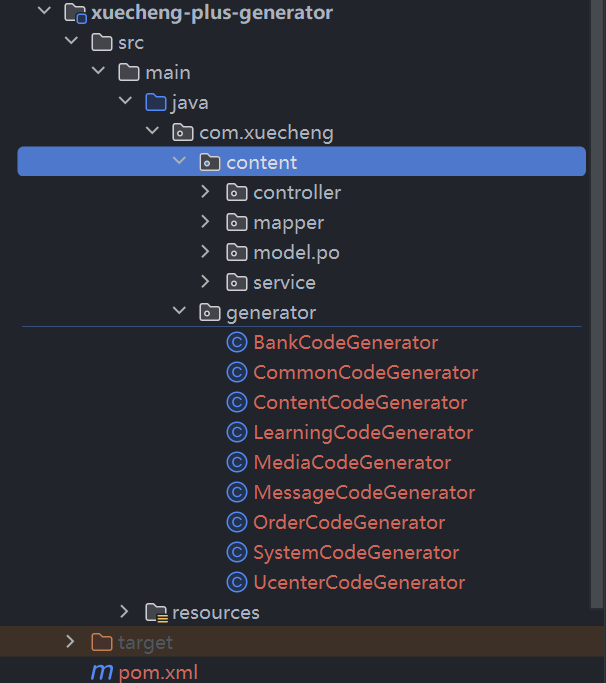 xuecheng-plus-generator
src
main
java
com.xuecheng
content
controller
mapper
model.po
service
generator
BankCodeGenerator
CommonCodeGenerator
ContentCodeGenerator
LearningCodeGenerator
MediaCodeGenerator
MessageCodeGenerator
OrderCodeGenerator
SystemCodeGenerator
UcenterCodeGenerator
resources
target
pom.xml